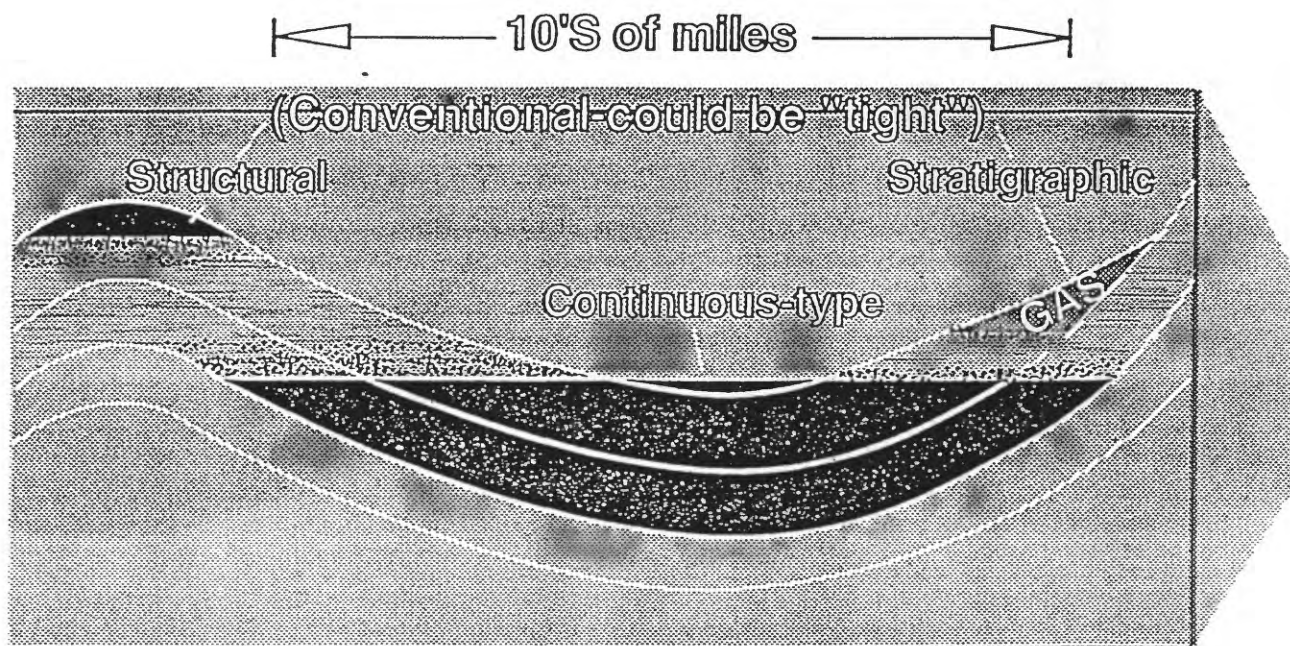 10'S of miles
(Conventional-could be "tight")
Structural
Stratigraphic
Continuous-type
GAS